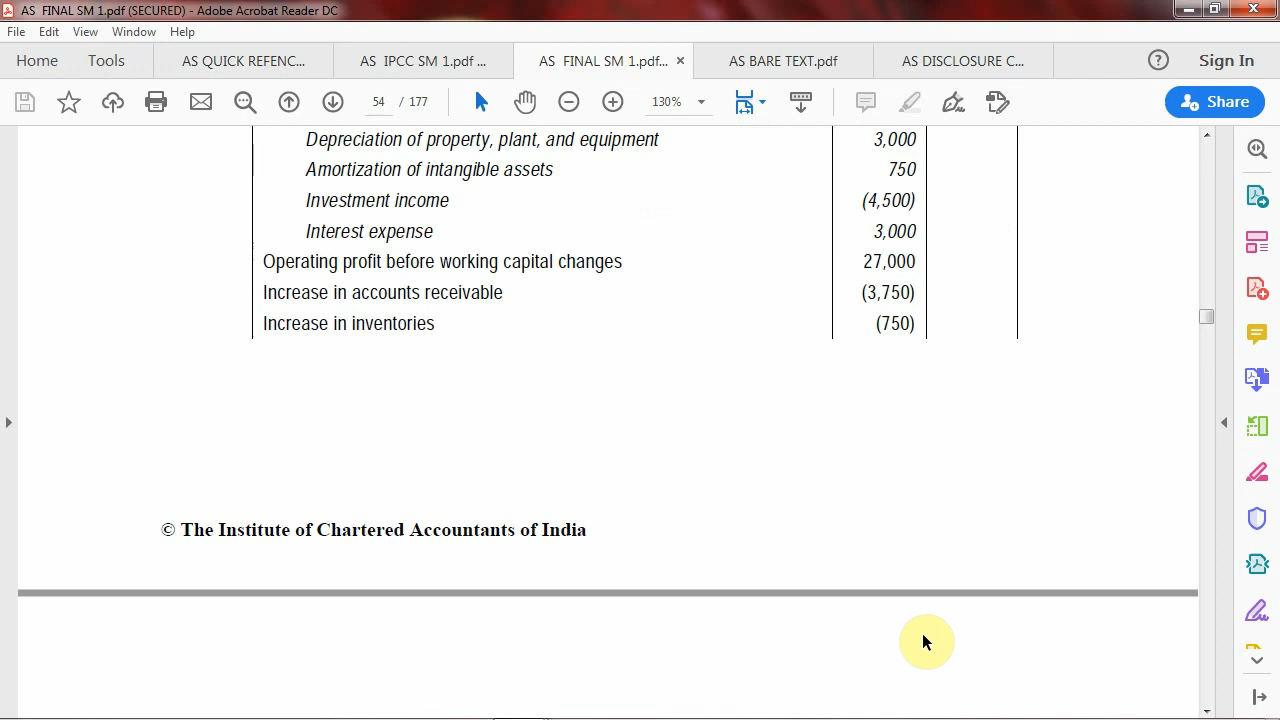 AS FINAL SM 1.pdf (SECURED) - Adobe Acrobat Reader DC
File Edit View Window Help
Home Tools AS QUICK REFENC... AS IPCC SM 1.pdf ... AS FINAL SM 1.pdf... × AS BARE TEXT.pdf AS DISCLOSURE C... ? Sign In
54 / 177 130% Share
Depreciation of property, plant, and equipment 3,000
Amortization of intangible assets 750
Investment income (4,500)
Interest expense 3,000
Operating profit before working capital changes 27,000
Increase in accounts receivable (3,750)
Increase in inventories (750)
© The Institute of Chartered Accountants of India